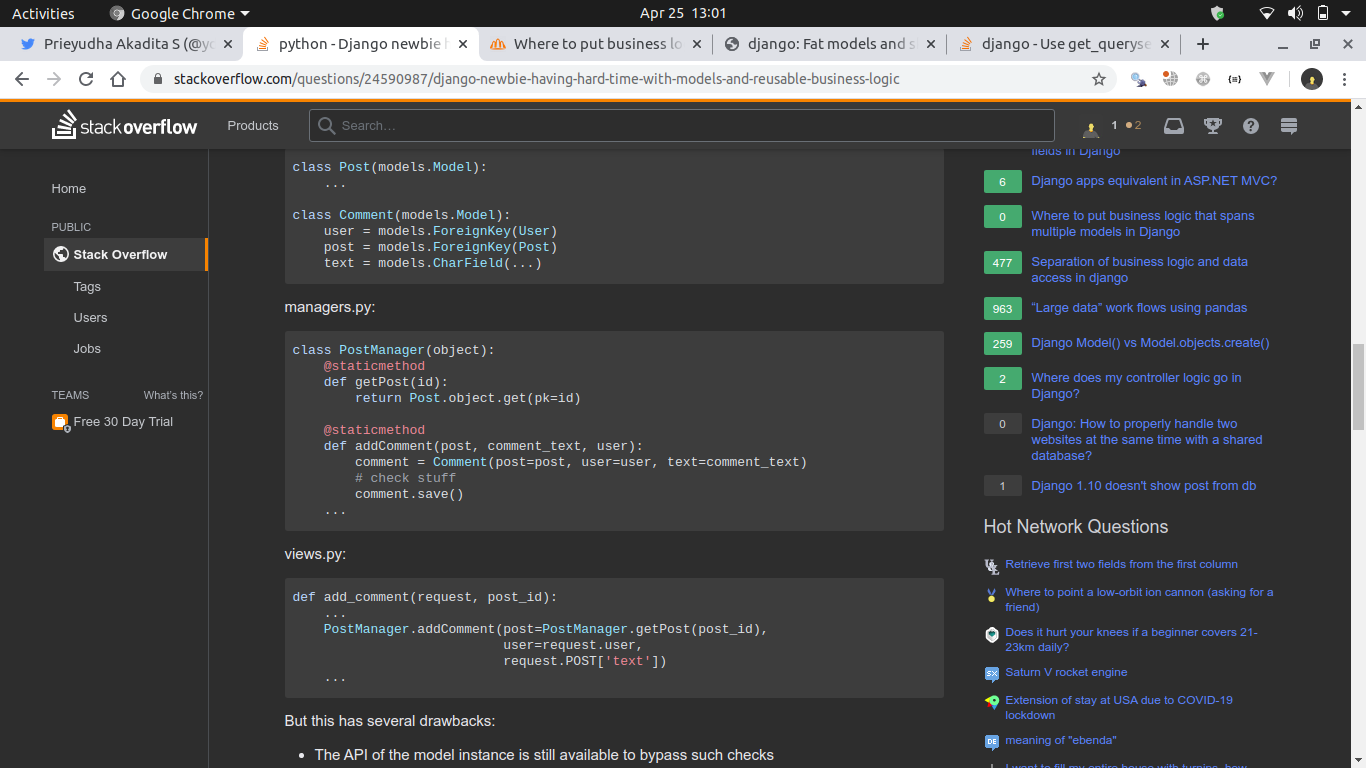 Activities
Google Chrome
Apr 25 13:01
Prieyudha Akadita S (@yo
python - Django newbie h
Where to put business lo
django: Fat models and s
django - Use get_queryse
stackoverflow.com/questions/24590987/django-newbie-having-hard-time-with-models-and-reusable-business-logic
stackoverflow
Products
Search...
1
2
Home
PUBLIC
Stack Overflow
Tags
Users
Jobs
TEAMS
What's this?
Free 30 Day Trial
class Post(models.Model):
    ...
class Comment(models.Model):
    user = models.ForeignKey(User)
    post = models.ForeignKey(Post)
    text = models.CharField(...)
managers.py:
class PostManager(object):
    @staticmethod
    def getPost(id):
        return Post.object.get(pk=id)
    @staticmethod
    def addComment(post, comment_text, user):
        comment = Comment(post=post, user=user, text=comment_text)
        # check stuff
        comment.save()
    ...
views.py:
def add_comment(request, post_id):
    ...
    PostManager.addComment(post=PostManager.getPost(post_id),
                           user=request.user,
                           request.POST['text'])
    ...
But this has several drawbacks:
• The API of the model instance is still available to bypass such checks
fields in Django
6 Django apps equivalent in ASP.NET MVC?
0 Where to put business logic that spans
multiple models in Django
477 Separation of business logic and data
access in django
963 “Large data” work flows using pandas
259 Django Model() vs Model.objects.create()
2 Where does my controller logic go in
Django?
0 Django: How to properly handle two
websites at the same time with a shared
database?
1 Django 1.10 doesn't show post from db
Hot Network Questions
Retrieve first two fields from the first column
Where to point a low-orbit ion cannon (asking for a
friend)
Does it hurt your knees if a beginner covers 21-
23km daily?
Saturn V rocket engine
Extension of stay at USA due to COVID-19
lockdown
meaning of "ebenda"
I want to fill my entire house with turnips, how